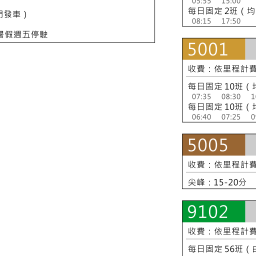 發車）
暑假週五停駛
每日固定2班（均
08:15 17:50
5001
收費：依里程計費
每日固定10班（
07:35 08:30
每日固定10班（
06:40 07:25
5005
收費：依里程計費
尖峰：15-20分
9102
收費：依里程計費
每日固定56班（